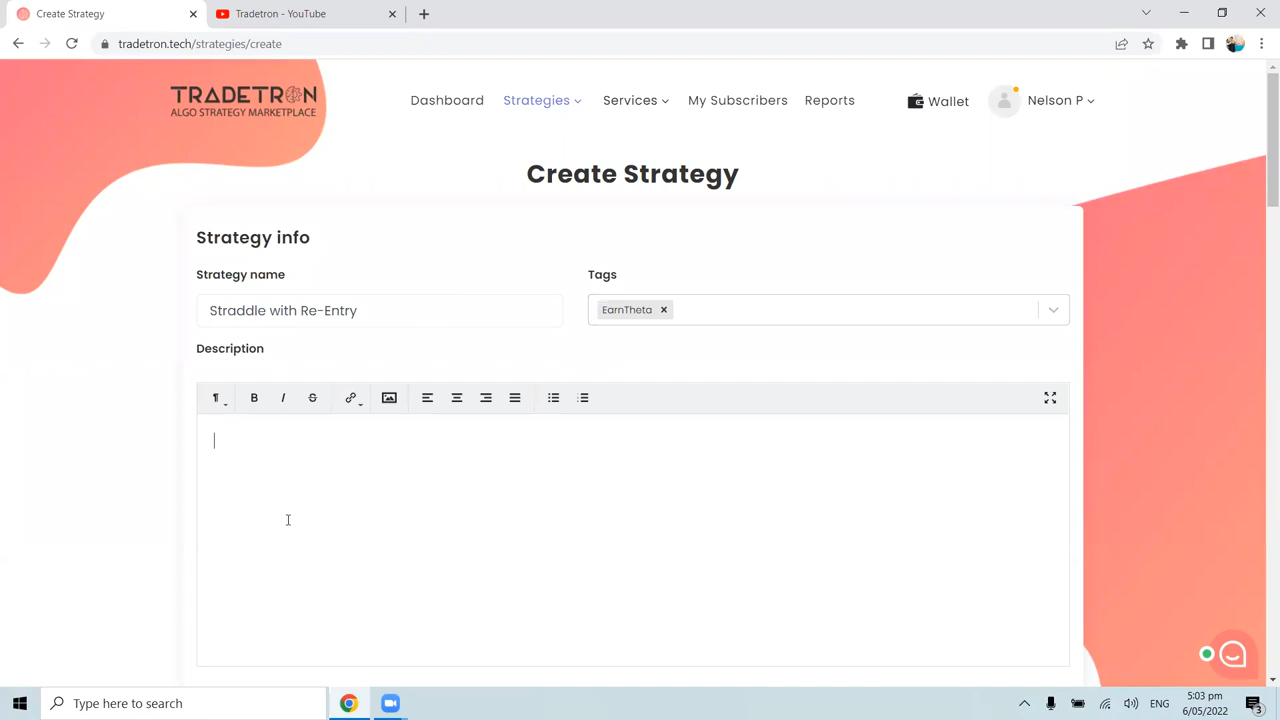 Create Strategy
Tradetron - YouTube
tradetron.tech/strategies/create
TRADETRON
ALGO STRATEGY MARKETPLACE
Dashboard
Strategies
Services
My Subscribers
Reports
Wallet
Nelson P
Create Strategy
Strategy info
Strategy name
Tags
Straddle with Re-Entry
EarnTheta
Description
Type here to search
ENG
5:03 pm
6/05/2022
3